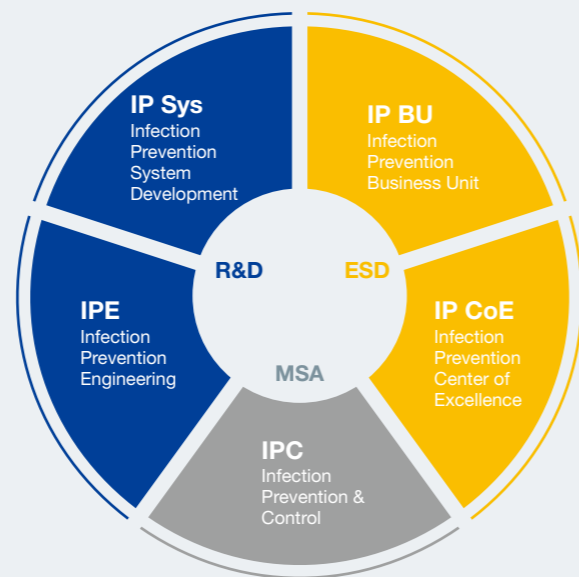 IP Sys
Infection
Prevention
System
Development
IP BU
Infection
Prevention
Business Unit
R&D
ESD
IPE
Infection
Prevention
Engineering
IP CoE
Infection
Prevention
Center of
Excellence
MSA
IPC
Infection
Prevention &
Control